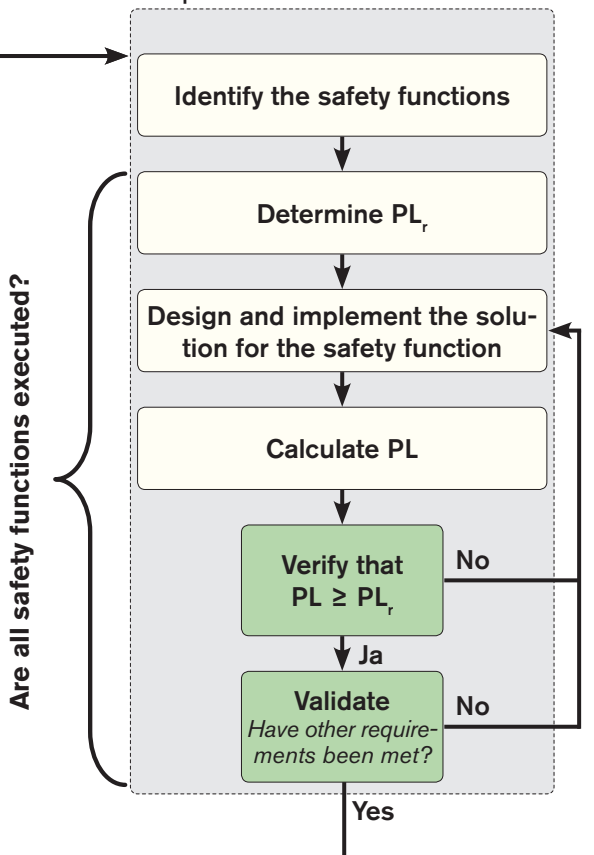 Identify the safety functions
Determine PLr
Design and implement the solu-
tion for the safety function
Calculate PL
Verify that
PL ≥ PLr
No
Ja
Validate
Have other require-
ments been met?
No
Yes
Are all safety functions executed?